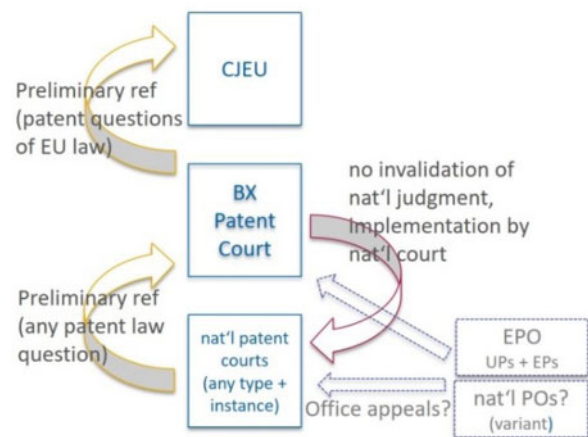 CJEU
Preliminary ref
(patent questions
of EU law)
BX
Patent
Court
no invalidation of
nat'l judgment,
implementation by
nat'l court
Preliminary ref
(any patent law
question)
nat'l patent
courts
(any type +
instance)
Office appeals?
EPO
UPs + EPs
nat'l POs?
(variant)